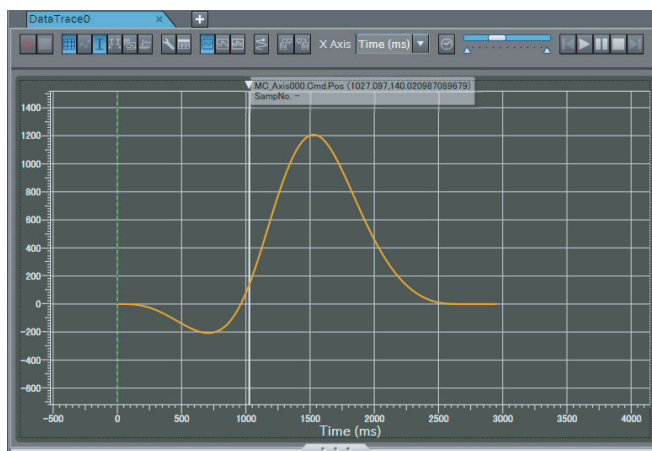 DataTrace0 × +
X Axis Time (ms)
MC_Axis000.Cmd.Pos (1027.097,140.020987089679)
SampNo. -
1400
1200
1000
800
600
400
200
0
-200
-400
-600
-500 0 500 1000 1500 2000 2500 3000 3500 4000
Time (ms)